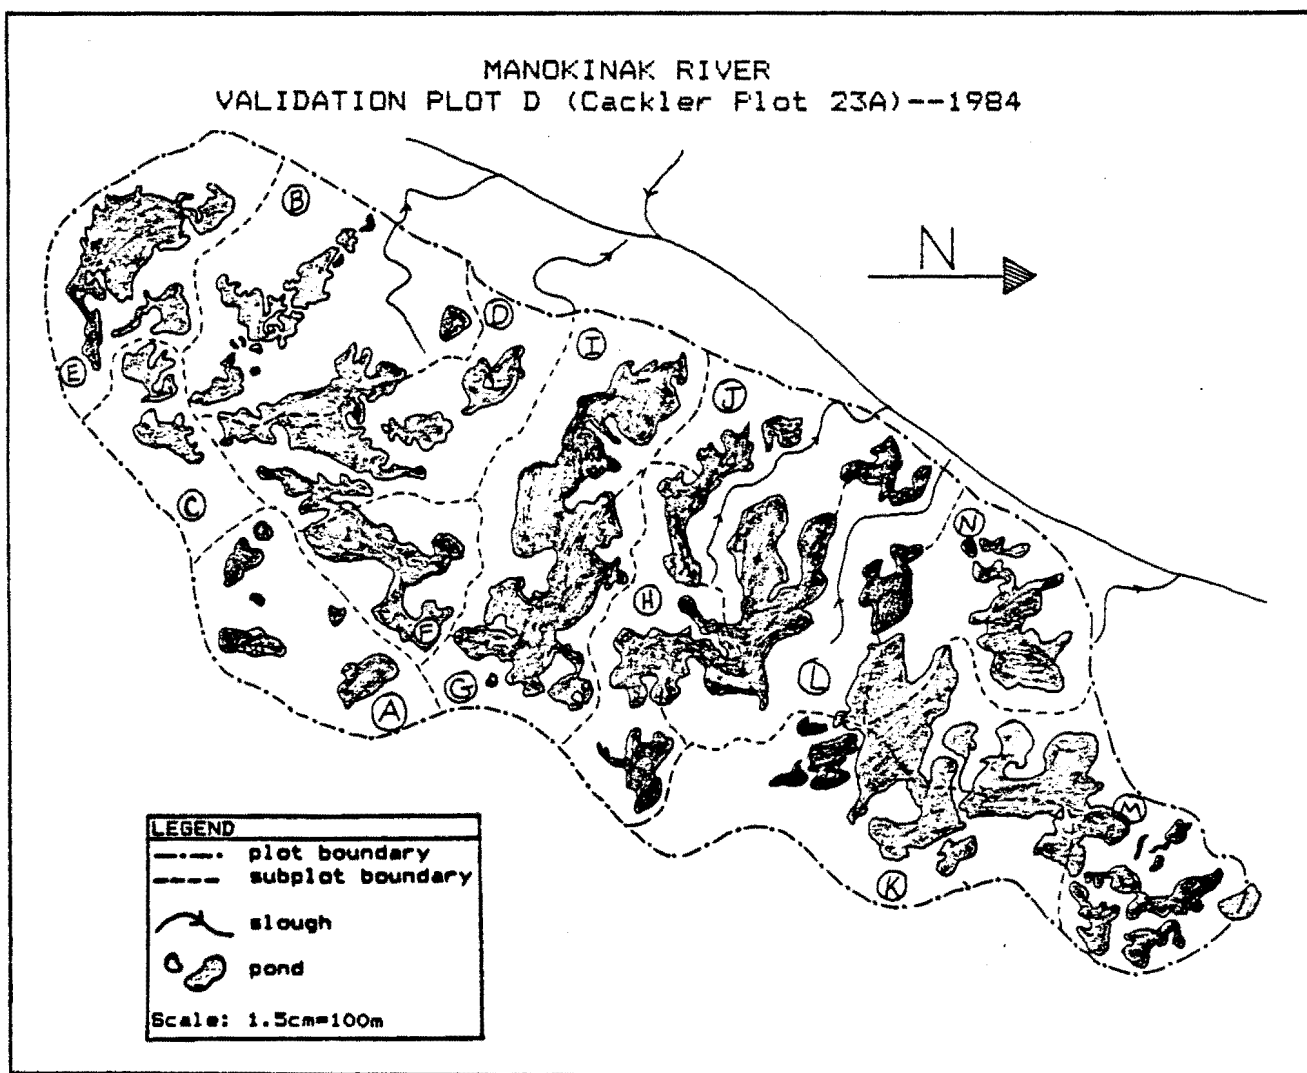 MANOKINAK RIVER
VALIDATION PLOT D (Cackler Plot 23A)--1984
B
N
E
D
I
J
C
N
H
F
G
L
A
M
K
LEGEND
plot boundary
subplot boundary
slough
pond
Scale: 1.5cm=100m